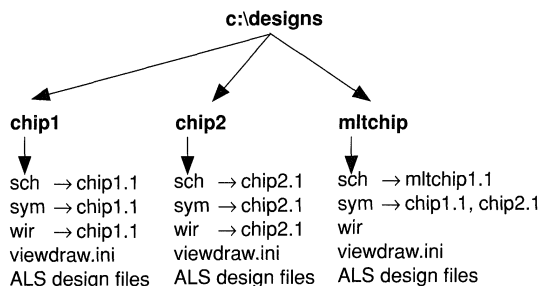 c:\designs
chip1
chip2
mltchip
sch → chip1.1
sym → chip1.1
wir → chip1.1
viewdraw.ini
ALS design files
sch → chip2.1
sym → chip2.1
wir → chip2.1
viewdraw.ini
ALS design files
sch → mltchip1.1
sym → chip1.1, chip2.1
wir
viewdraw.ini
ALS design files